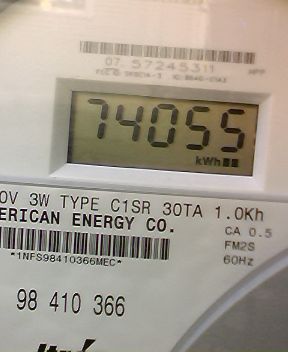 07. 57245311
74055
kWh
0V 3W TYPE C1SR 30TA 1.0Kh
ERICAN ENERGY CO.
CA 0.5
FM2S
60Hz
*1NFS98410366MEC*
98 410 366